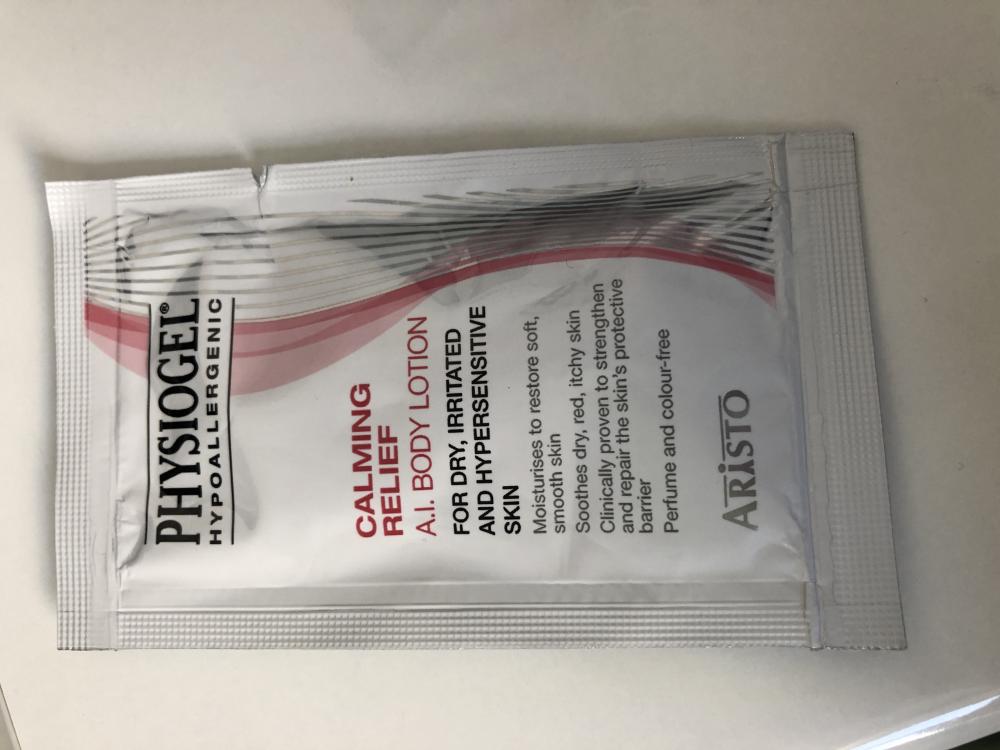 PHYSIOGEL®
HYPOALLERGENIC
CALMING
RELIEF
A.I. BODY LOTION
FOR DRY, IRRITATED
AND HYPERSENSITIVE
SKIN
Moisturises to restore soft,
smooth skin
Soothes dry, red, itchy skin
Clinically proven to strengthen
and repair the skin's protective
barrier
Perfume and colour-free
ARISTO